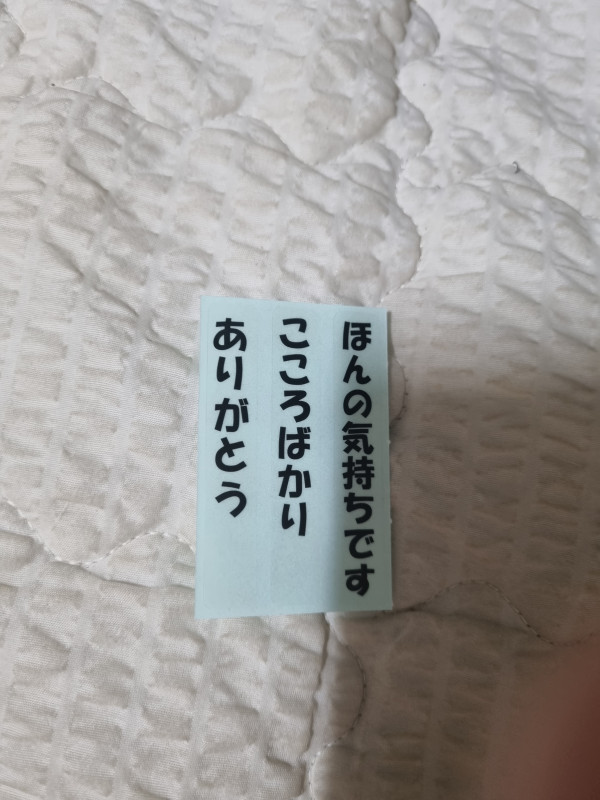 ほんの気持ちです
こころばかり
ありがとう